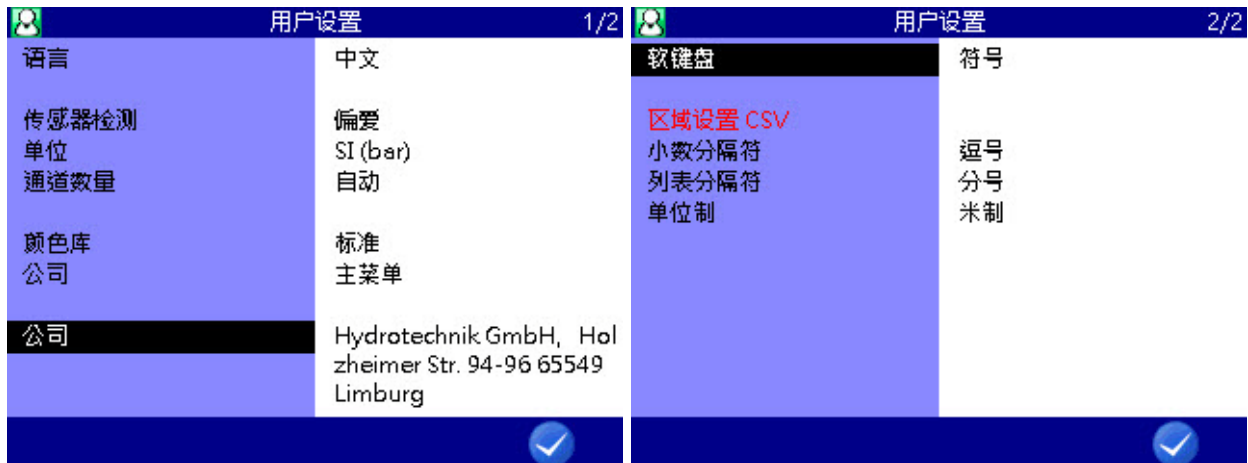 用户设置 1/2
语言 中文
传感器检测 偏爱
单位 SI (bar)
通道数量 自动
颜色库 标准
公司 主菜单
公司 Hydrotechnik GmbH, Hol
zheimer Str. 94-96 65549
Limburg
用户设置 2/2
软键盘 符号
区域设置 CSV
小数分隔符 逗号
列表分隔符 分号
单位制 米制